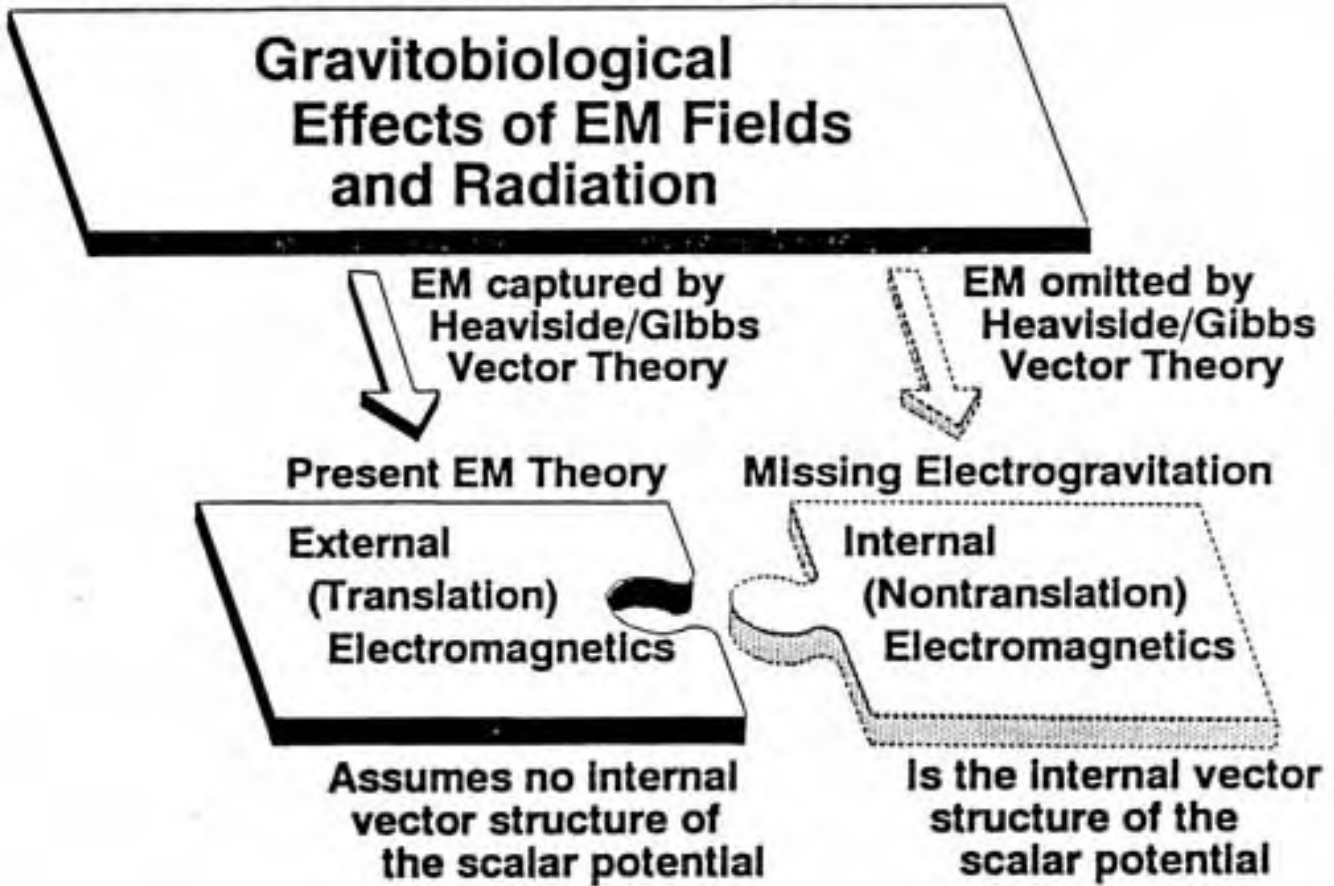 Gravitobiological
Effects of EM Fields
and Radiation
EM captured by
Heaviside/Gibbs
Vector Theory
EM omitted by
Heaviside/Gibbs
Vector Theory
Present EM Theory
Missing Electrogravitation
External
(Translation)
Electromagnetics
Internal
(Nontranslation)
Electromagnetics
Assumes no internal
vector structure of
the scalar potential
Is the internal vector
structure of the
scalar potential